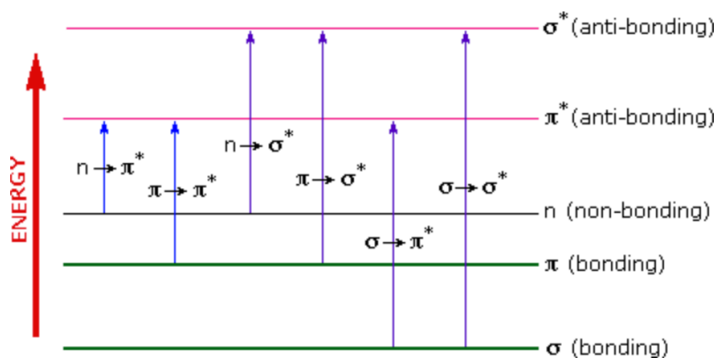 σ* (anti-bonding)
π* (anti-bonding)
n→σ*
n→π*
π→π*
π→σ*
σ→σ*
n (non-bonding)
σ→π*
π (bonding)
σ (bonding)
ENERGY